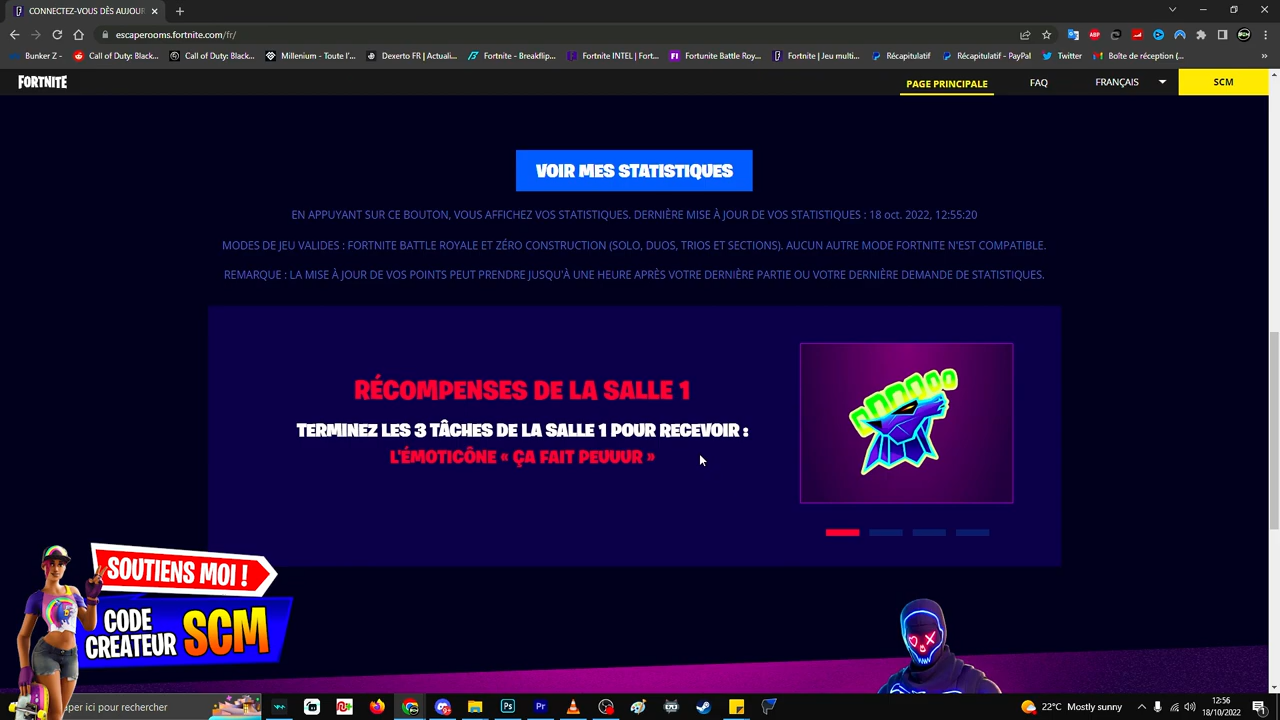 CONNECTEZ-VOUS DÈS AUJOUR
escaperooms.fortnite.com/fr/
Bunker Z -
Call of Duty: Black...
Call of Duty: Black...
Millenium - Toute l'...
Dexerto FR | Actuali...
Fortnite - Breakflip...
Fortnite INTEL | Fort...
Fortunite Battle Roy...
Fortnite | Jeu multi...
Récapitulatif
Récapitulatif - PayPal
Twitter
Boîte de réception (...
FORTNITE
PAGE PRINCIPALE
FAQ
FRANÇAIS
SCM
VOIR MES STATISTIQUES
EN APPUYANT SUR CE BOUTON, VOUS AFFICHEZ VOS STATISTIQUES. DERNIÈRE MISE À JOUR DE VOS STATISTIQUES : 18 oct. 2022, 12:55:20
MODES DE JEU VALIDES : FORTNITE BATTLE ROYALE ET ZÉRO CONSTRUCTION (SOLO, DUOS, TRIOS ET SECTIONS). AUCUN AUTRE MODE FORTNITE N'EST COMPATIBLE.
REMARQUE : LA MISE À JOUR DE VOS POINTS PEUT PRENDRE JUSQU'À UNE HEURE APRÈS VOTRE DERNIÈRE PARTIE OU VOTRE DERNIÈRE DEMANDE DE STATISTIQUES.
RÉCOMPENSES DE LA SALLE 1
TERMINEZ LES 3 TÂCHES DE LA SALLE 1 POUR RECEVOIR :
L'ÉMOTICÔNE « ÇA FAIT PEUUUR »
SOUTIENS MOI !
CODE
CREATEUR SCM
per ici pour rechercher
22°C Mostly sunny
12:56
18/10/2022